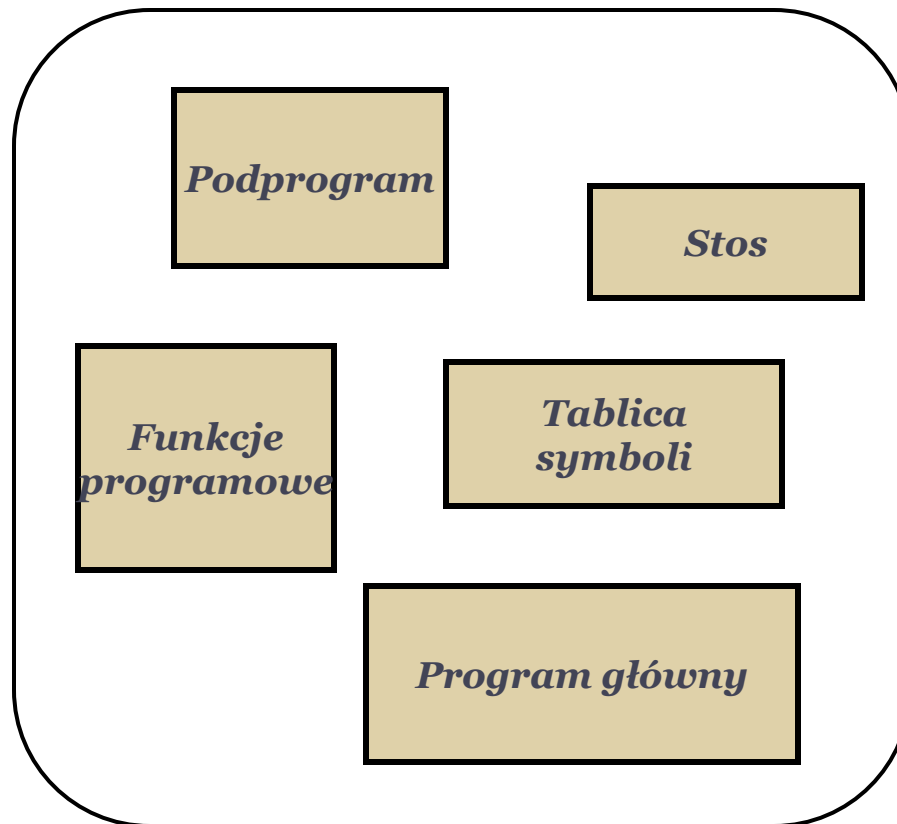 Podprogram
Stos
Funkcje
programowe
Tablica
symboli
Program główny